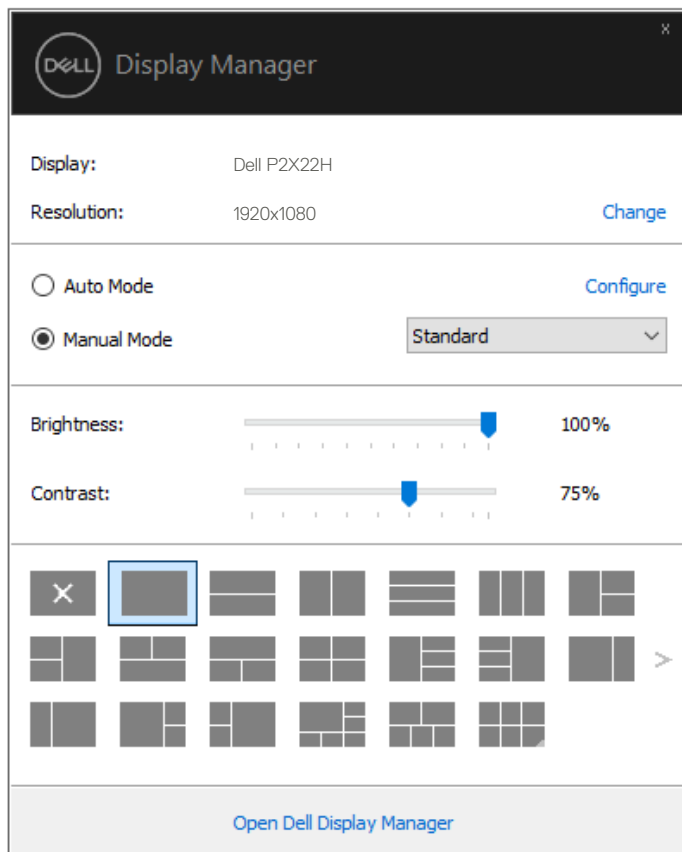 x
DELL Display Manager
Display: Dell P2X22H
Resolution: 1920x1080 Change
Auto Mode Configure
Manual Mode Standard
Brightness: 100%
Contrast: 75%
Open Dell Display Manager